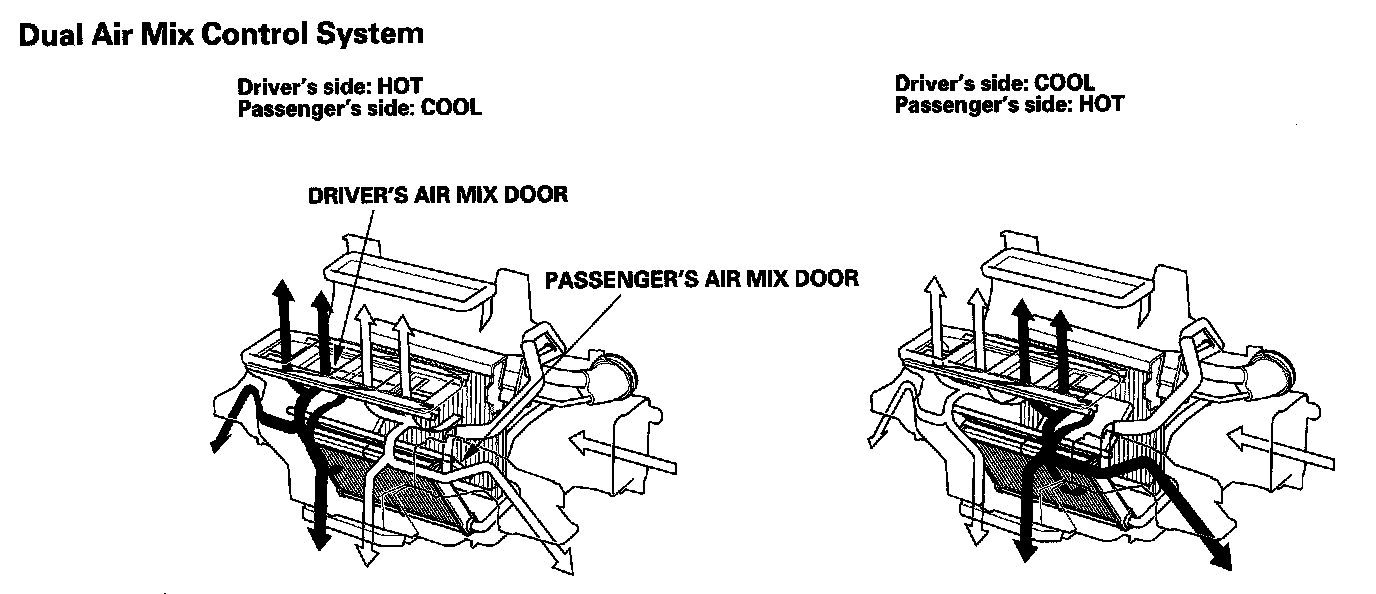 Dual Air Mix Control System
Driver's side: HOT
Passenger's side: COOL
Driver's side: COOL
Passenger's side: HOT
DRIVER'S AIR MIX DOOR
PASSENGER'S AIR MIX DOOR